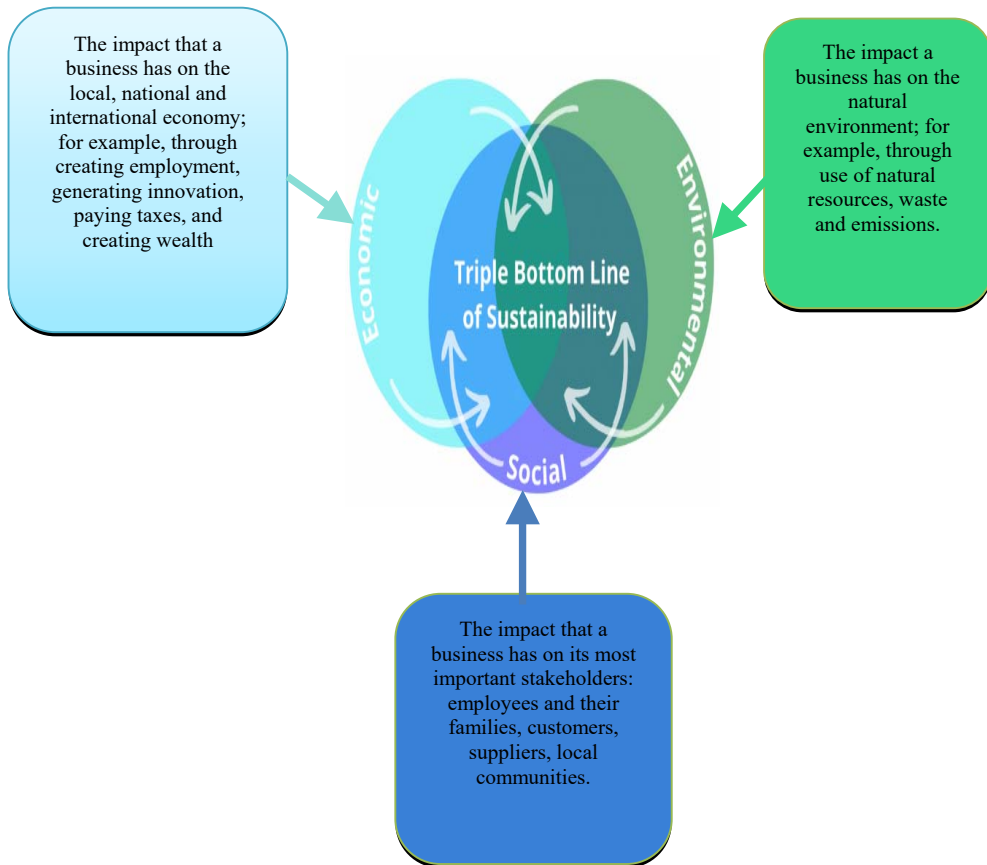 The impact that a
business has on the
local, national and
international economy;
for example, through
creating employment,
generating innovation,
paying taxes, and
creating wealth
The impact a
business has on the
natural
environment; for
example, through
use of natural
resources, waste
and emissions.
Economic
Environmental
Triple Bottom Line
of Sustainability
Social
The impact that a
business has on its most
important stakeholders:
employees and their
families, customers,
suppliers, local
communities.